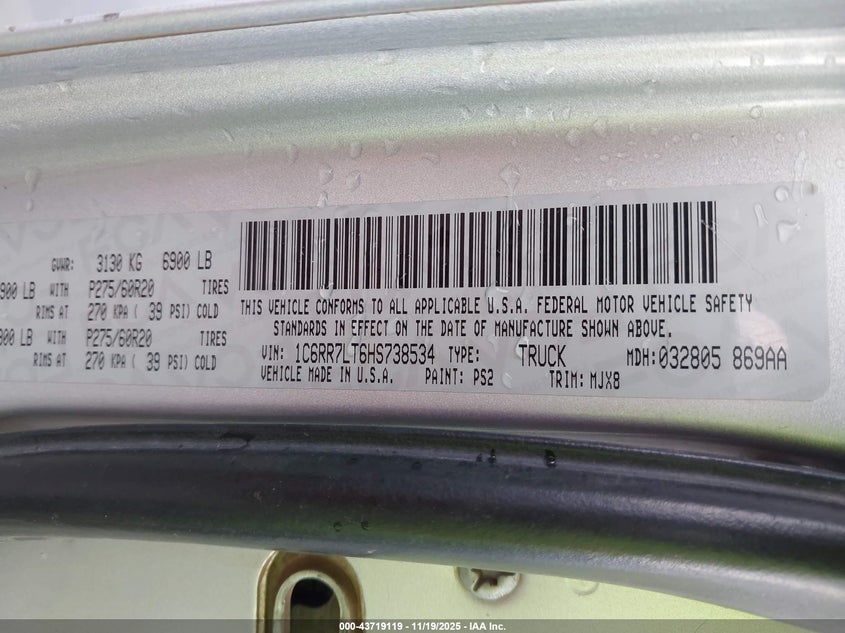 GVWR: 3130 KG 6900 LB
900 LB WITH P275/60R20 TIRES
RIMS AT 270 KPA ( 39 PSI) COLD
900 LB WITH P275/60R20 TIRES
RIMS AT 270 KPA ( 39 PSI) COLD
THIS VEHICLE CONFORMS TO ALL APPLICABLE U.S.A. FEDERAL MOTOR VEHICLE SAFETY
STANDARDS IN EFFECT ON THE DATE OF MANUFACTURE SHOWN ABOVE.
VIN: 1C6RR7LT6HS738534 TYPE: TRUCK MDH:032805 869AA
VEHICLE MADE IN U.S.A. PAINT: PS2 TRIM: MJX8
000-43719119 - 11/19/2025 - IAA Inc.